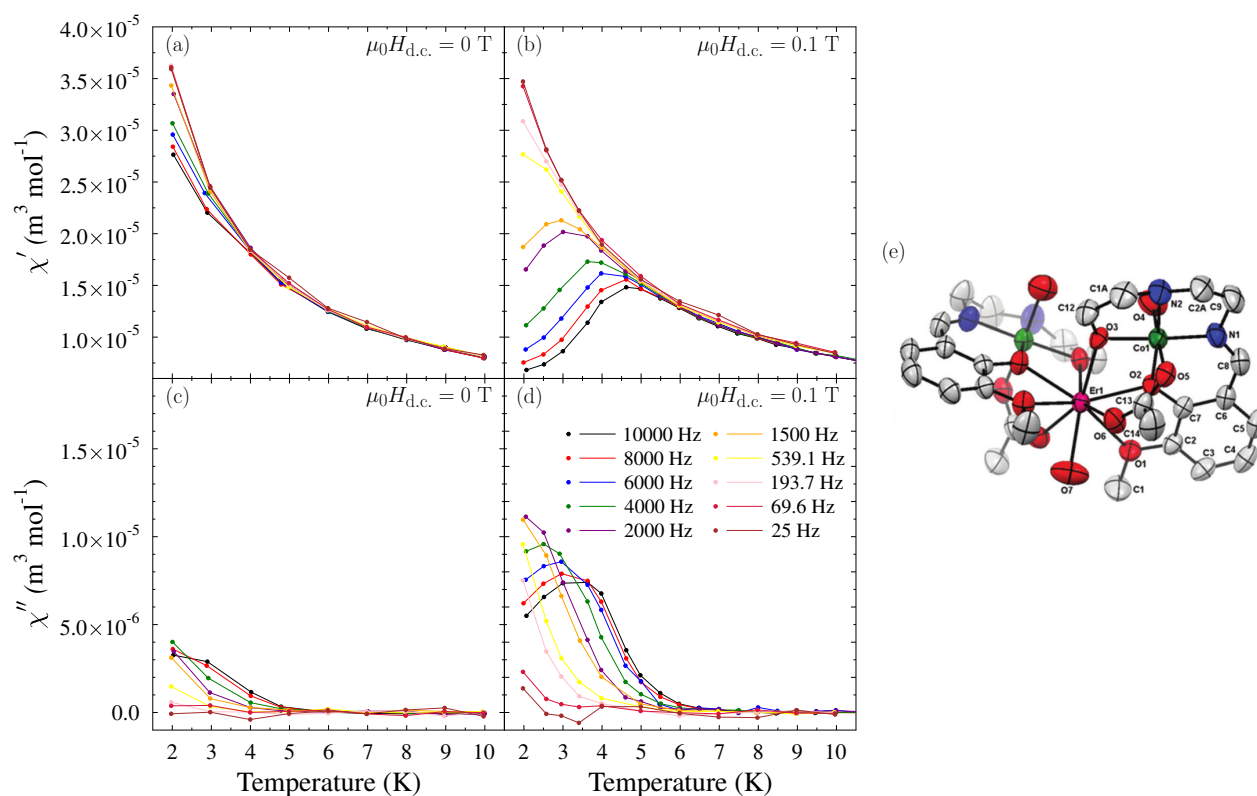 (a)
μ₀H_d.c. = 0 T
(b)
μ₀H_d.c. = 0.1 T
4.0×10⁻⁵
3.5×10⁻⁵
3.0×10⁻⁵
2.5×10⁻⁵
2.0×10⁻⁵
1.5×10⁻⁵
1.0×10⁻⁵
χ′ (m³ mol⁻¹)
(c)
μ₀H_d.c. = 0 T
(d)
μ₀H_d.c. = 0.1 T
1.5×10⁻⁵
1.0×10⁻⁵
5.0×10⁻⁶
0.0
χ″ (m³ mol⁻¹)
10000 Hz
8000 Hz
6000 Hz
4000 Hz
2000 Hz
1500 Hz
539.1 Hz
193.7 Hz
69.6 Hz
25 Hz
2 3 4 5 6 7 8 9 10
2 3 4 5 6 7 8 9 10
Temperature (K)
Temperature (K)
(e)
C1A
N2
C12
O4
C2A
C9
O3
Co1
N1
O2
O5
C8
Er1
C13
C6
O6
C14
C7
C5
O1
C2
C4
C3
O7
C1